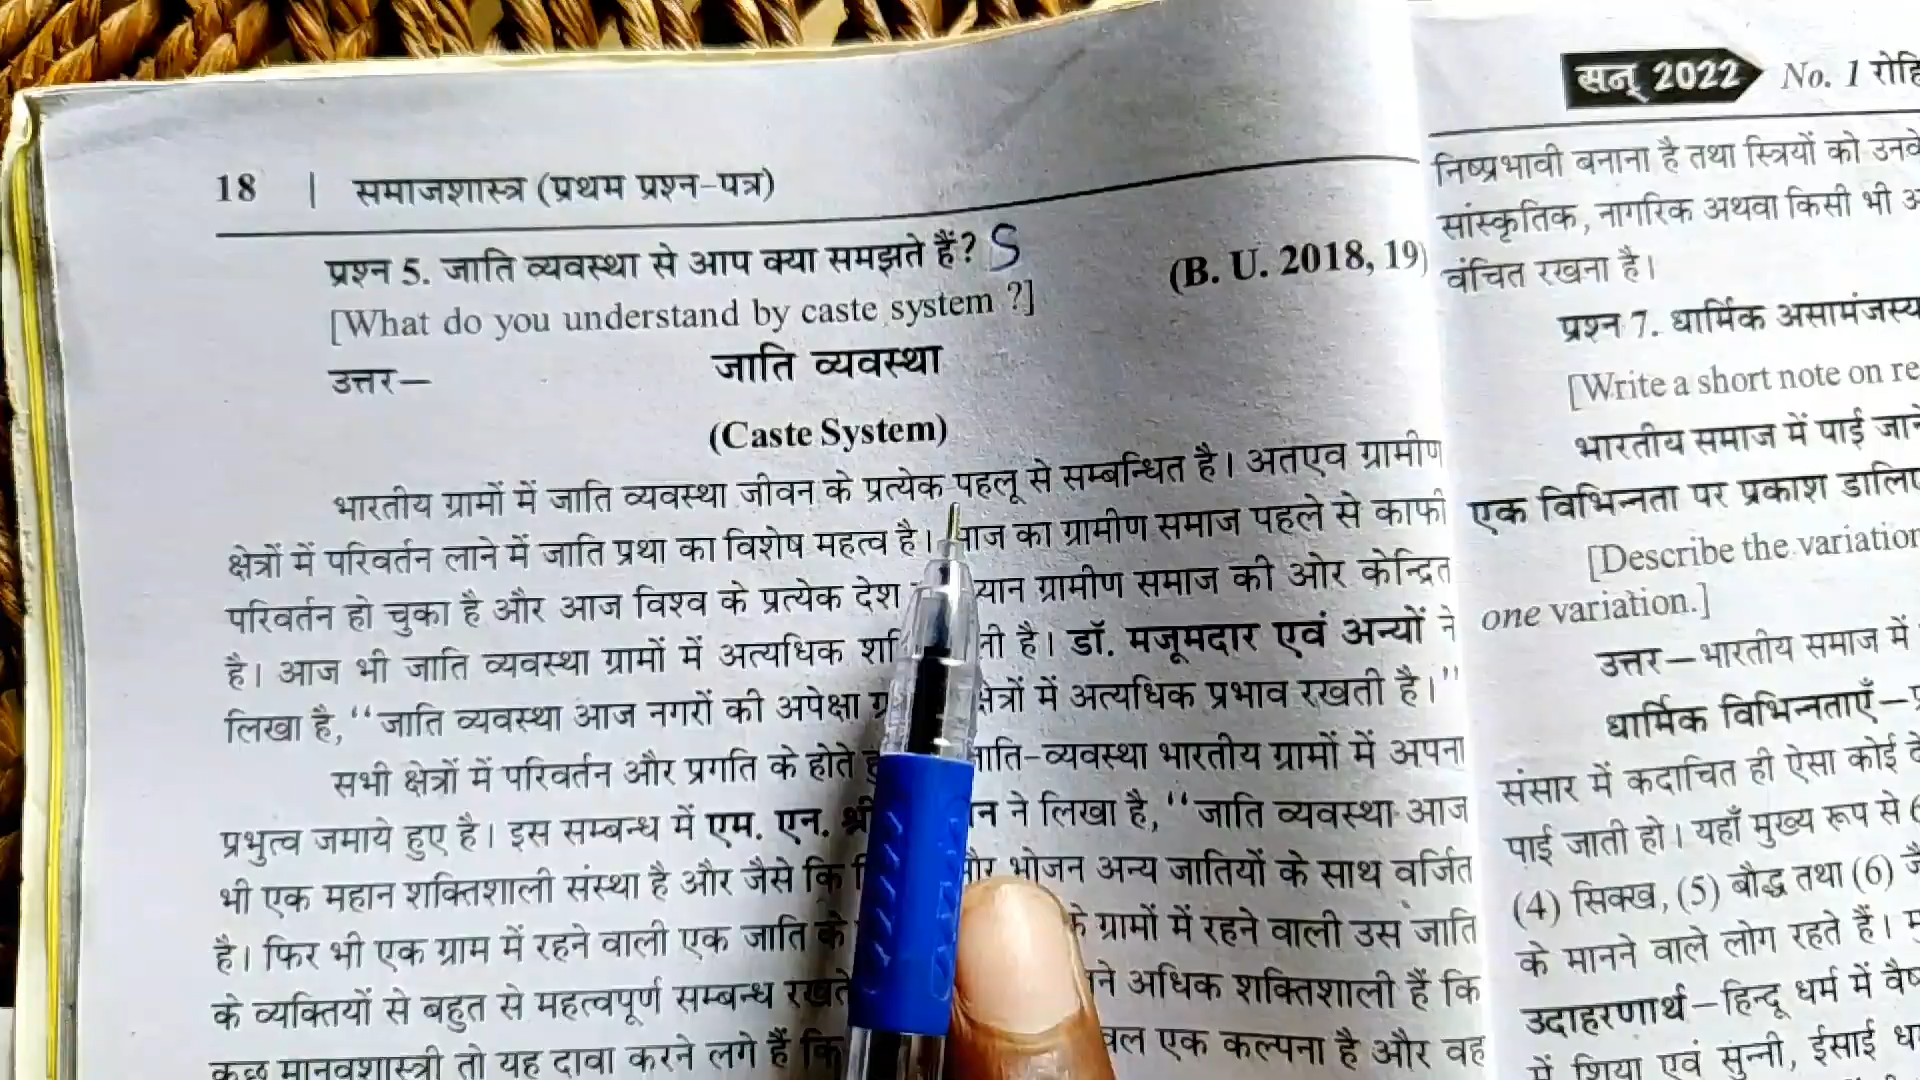 18 | समाजशास्त्र (प्रथम प्रश्न-पत्र)
प्रश्न 5. जाति व्यवस्था से आप क्या समझते हैं? S
(B. U. 2018, 19)
[What do you understand by caste system ?]
उत्तर—
जाति व्यवस्था
(Caste System)
भारतीय ग्रामों में जाति व्यवस्था जीवन के प्रत्येक पहलू से सम्बन्धित है। अतएव ग्रामीण
क्षेत्रों में परिवर्तन लाने में जाति प्रथा का विशेष महत्व है। का ग्रामीण समाज पहले से काफी
परिवर्तन हो चुका है और आज विश्व के प्रत्येक देश ग्रामीण समाज की ओर केन्द्रित
है। आज भी जाति व्यवस्था ग्रामों में अत्यधिक है। डॉ. मजूमदार एवं अन्यों ने
लिखा है, ‘‘जाति व्यवस्था आज नगरों की अपेक्षा में अत्यधिक प्रभाव रखती है।’’
सभी क्षेत्रों में परिवर्तन और प्रगति के होते भारतीय ग्रामों में अपना
प्रभुत्व जमाये हुए है। इस सम्बन्ध में एम. एन. ने लिखा है, ‘‘जाति व्यवस्था आज
भी एक महान शक्तिशाली संस्था है और जैसे कि भोजन अन्य जातियों के साथ वर्जित
है। फिर भी एक ग्राम में रहने वाली एक जाति के ग्रामों में रहने वाली उस जाति
के व्यक्तियों से बहुत से महत्वपूर्ण सम्बन्ध अधिक शक्तिशाली हैं कि
कुछ मानवशास्त्री तो यह दावा करने लगे हैं कि एक कल्पना है और वह
सन् 2022 No. 1
निष्प्रभावी बनाना है तथा स्त्रियों को
सांस्कृतिक, नागरिक अथवा किसी भी
वंचित रखना है।
प्रश्न 7. धार्मिक असामंजस्य
[Write a short note on
भारतीय समाज में पाई
एक विभिन्नता पर प्रकाश
[Describe the
one variation.]
उत्तर—भारतीय समाज में
धार्मिक विभिन्नताएँ—
संसार में कदाचित ही ऐसा कोई
पाई जाती हो। यहाँ मुख्य रूप से
(4) सिक्ख, (5) बौद्ध तथा (6)
के मानने वाले लोग रहते हैं।
उदाहरणार्थ—हिन्दू धर्म में
में शिया एवं सुन्नी, ईसाई